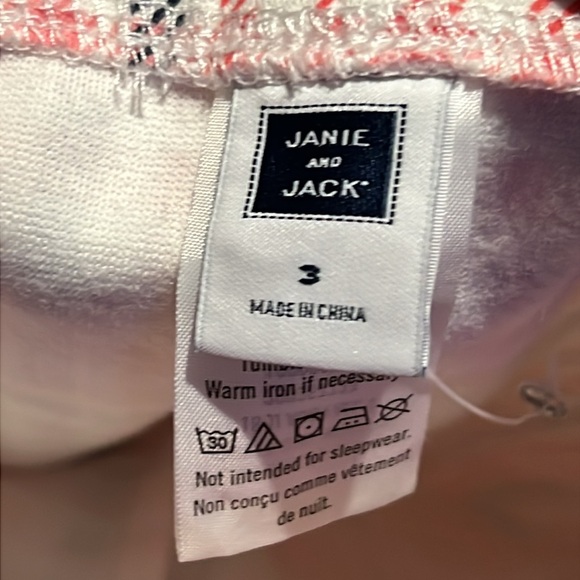 JANIE
AND
JACK
3
MADE IN CHINA
Warm iron if necessary
30
Not intended for sleepwear.
Non conçu comme vêtement
de nuit.